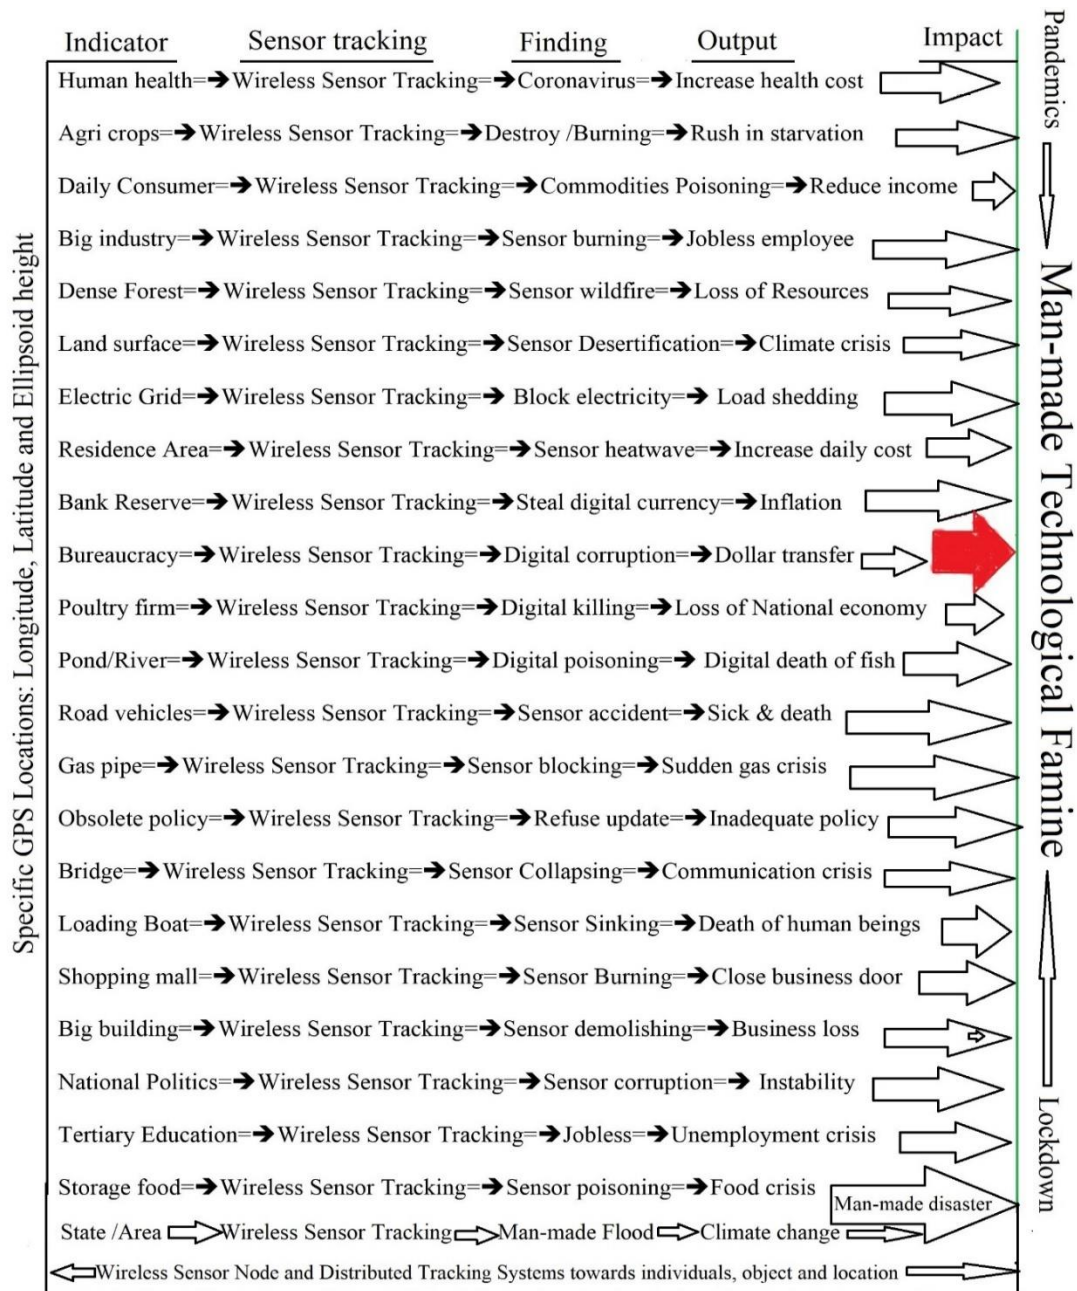 Indicator Sensor tracking Finding Output Impact
Human health=➔Wireless Sensor Tracking=➔Coronavirus=➔Increase health cost
Agri crops=➔Wireless Sensor Tracking=➔Destroy /Burning=➔Rush in starvation
Daily Consumer=➔Wireless Sensor Tracking=➔Commodities Poisoning=➔Reduce income
Big industry=➔Wireless Sensor Tracking=➔Sensor burning=➔Jobless employee
Dense Forest=➔Wireless Sensor Tracking=➔Sensor wildfire=➔Loss of Resources
Land surface=➔Wireless Sensor Tracking=➔Sensor Desertification=➔Climate crisis
Electric Grid=➔Wireless Sensor Tracking=➔ Block electricity=➔ Load shedding
Residence Area=➔Wireless Sensor Tracking=➔Sensor heatwave=➔Increase daily cost
Bank Reserve=➔Wireless Sensor Tracking=➔Steal digital currency=➔Inflation
Bureaucracy=➔Wireless Sensor Tracking=➔Digital corruption=➔Dollar transfer
Poultry firm=➔Wireless Sensor Tracking=➔Digital killing=➔Loss of National economy
Pond/River=➔Wireless Sensor Tracking=➔Digital poisoning=➔ Digital death of fish
Road vehicles=➔Wireless Sensor Tracking=➔Sensor accident=➔Sick & death
Gas pipe=➔Wireless Sensor Tracking=➔Sensor blocking=➔Sudden gas crisis
Obsolete policy=➔Wireless Sensor Tracking=➔Refuse update=➔Inadequate policy
Bridge=➔Wireless Sensor Tracking=➔Sensor Collapsing=➔Communication crisis
Loading Boat=➔Wireless Sensor Tracking=➔Sensor Sinking=➔Death of human beings
Shopping mall=➔Wireless Sensor Tracking=➔Sensor Burning=➔Close business door
Big building=➔Wireless Sensor Tracking=➔Sensor demolishing=➔Business loss
National Politics=➔Wireless Sensor Tracking=➔Sensor corruption=➔ Instability
Tertiary Education=➔Wireless Sensor Tracking=➔Jobless=➔Unemployment crisis
Storage food=➔Wireless Sensor Tracking=➔Sensor poisoning=➔Food crisis
Man-made disaster
State /Area Wireless Sensor Tracking Man-made Flood Climate change
Wireless Sensor Node and Distributed Tracking Systems towards individuals, object and location
Specific GPS Locations: Longitude, Latitude and Ellipsoid height
Pandemics
Man-made Technological Famine
Lockdown